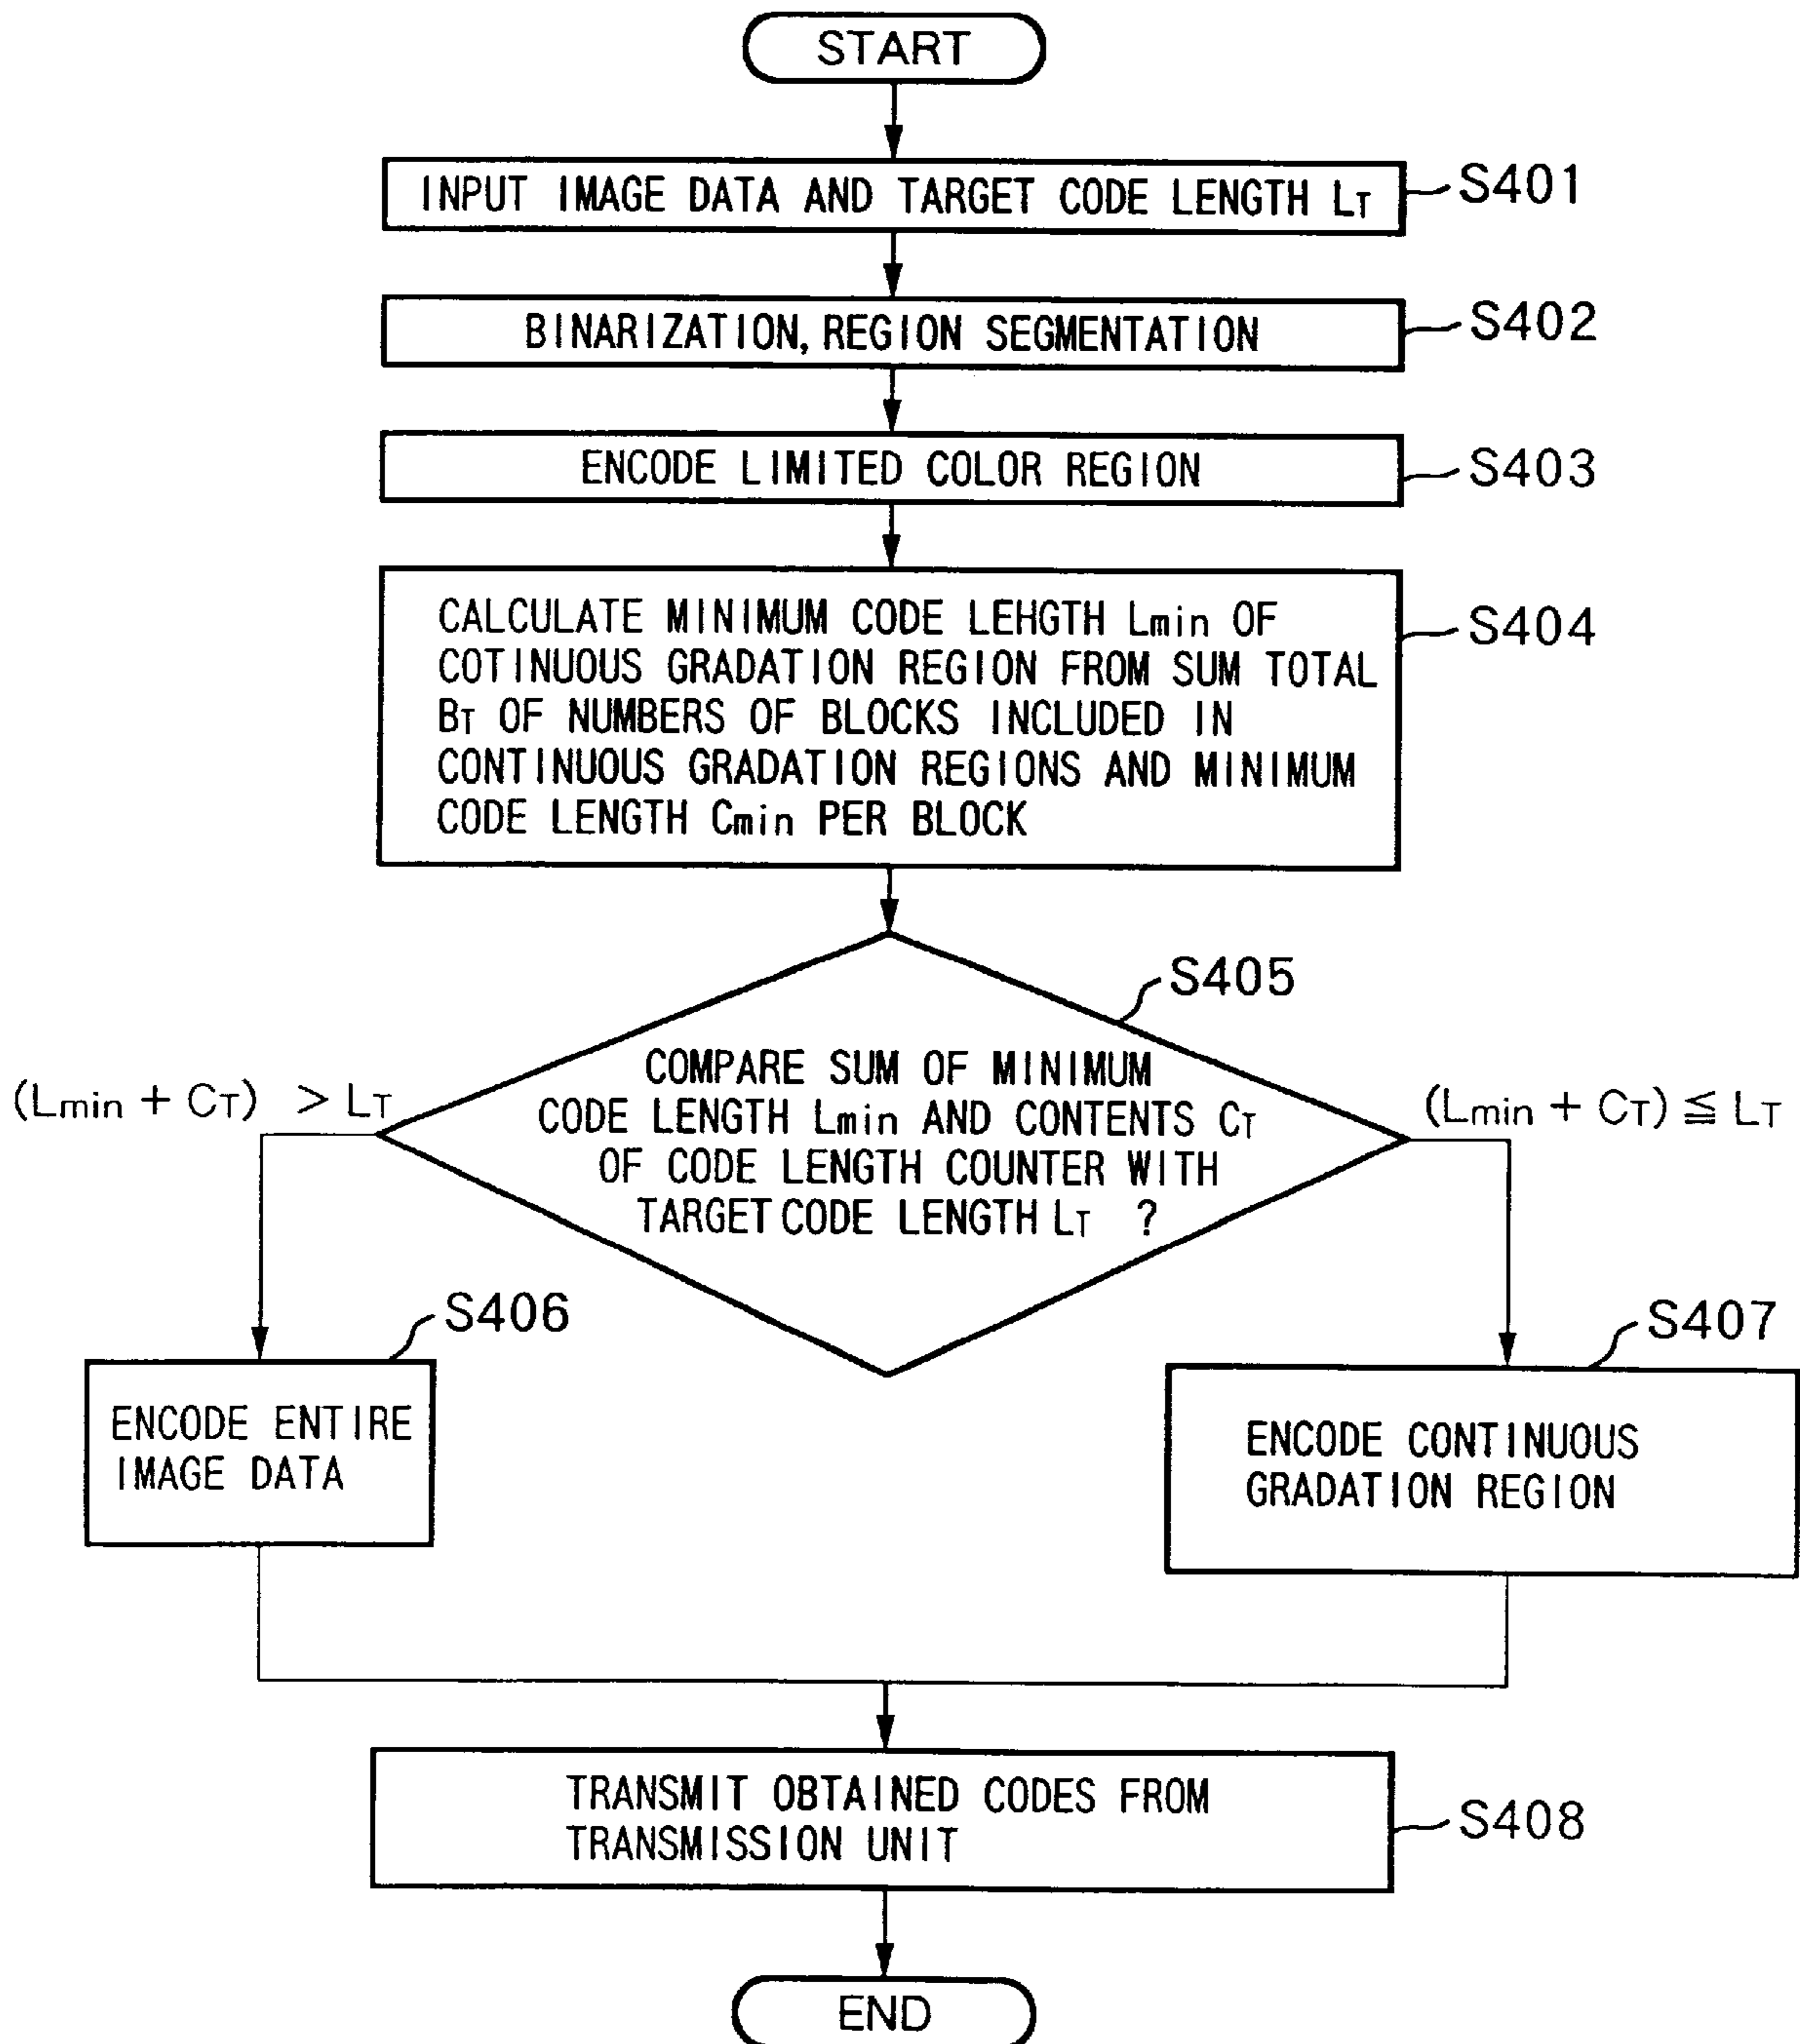 START
INPUT IMAGE DATA AND TARGET CODE LENGTH LT
S401
BINARIZATION, REGION SEGMENTATION
S402
ENCODE LIMITED COLOR REGION
S403
CALCULATE MINIMUM CODE LEHGTH Lmin OF
COTINUOUS GRADATION REGION FROM SUM TOTAL
BT OF NUMBERS OF BLOCKS INCLUDED IN
CONTINUOUS GRADATION REGIONS AND MINIMUM
CODE LENGTH Cmin PER BLOCK
S404
S405
COMPARE SUM OF MINIMUM
CODE LENGTH Lmin AND CONTENTS CT
OF CODE LENGTH COUNTER WITH
TARGET CODE LENGTH LT ?
(Lmin + CT) > LT
(Lmin + CT) ≦ LT
S406
ENCODE ENTIRE
IMAGE DATA
S407
ENCODE CONTINUOUS
GRADATION REGION
TRANSMIT OBTAINED CODES FROM
TRANSMISSION UNIT
S408
END